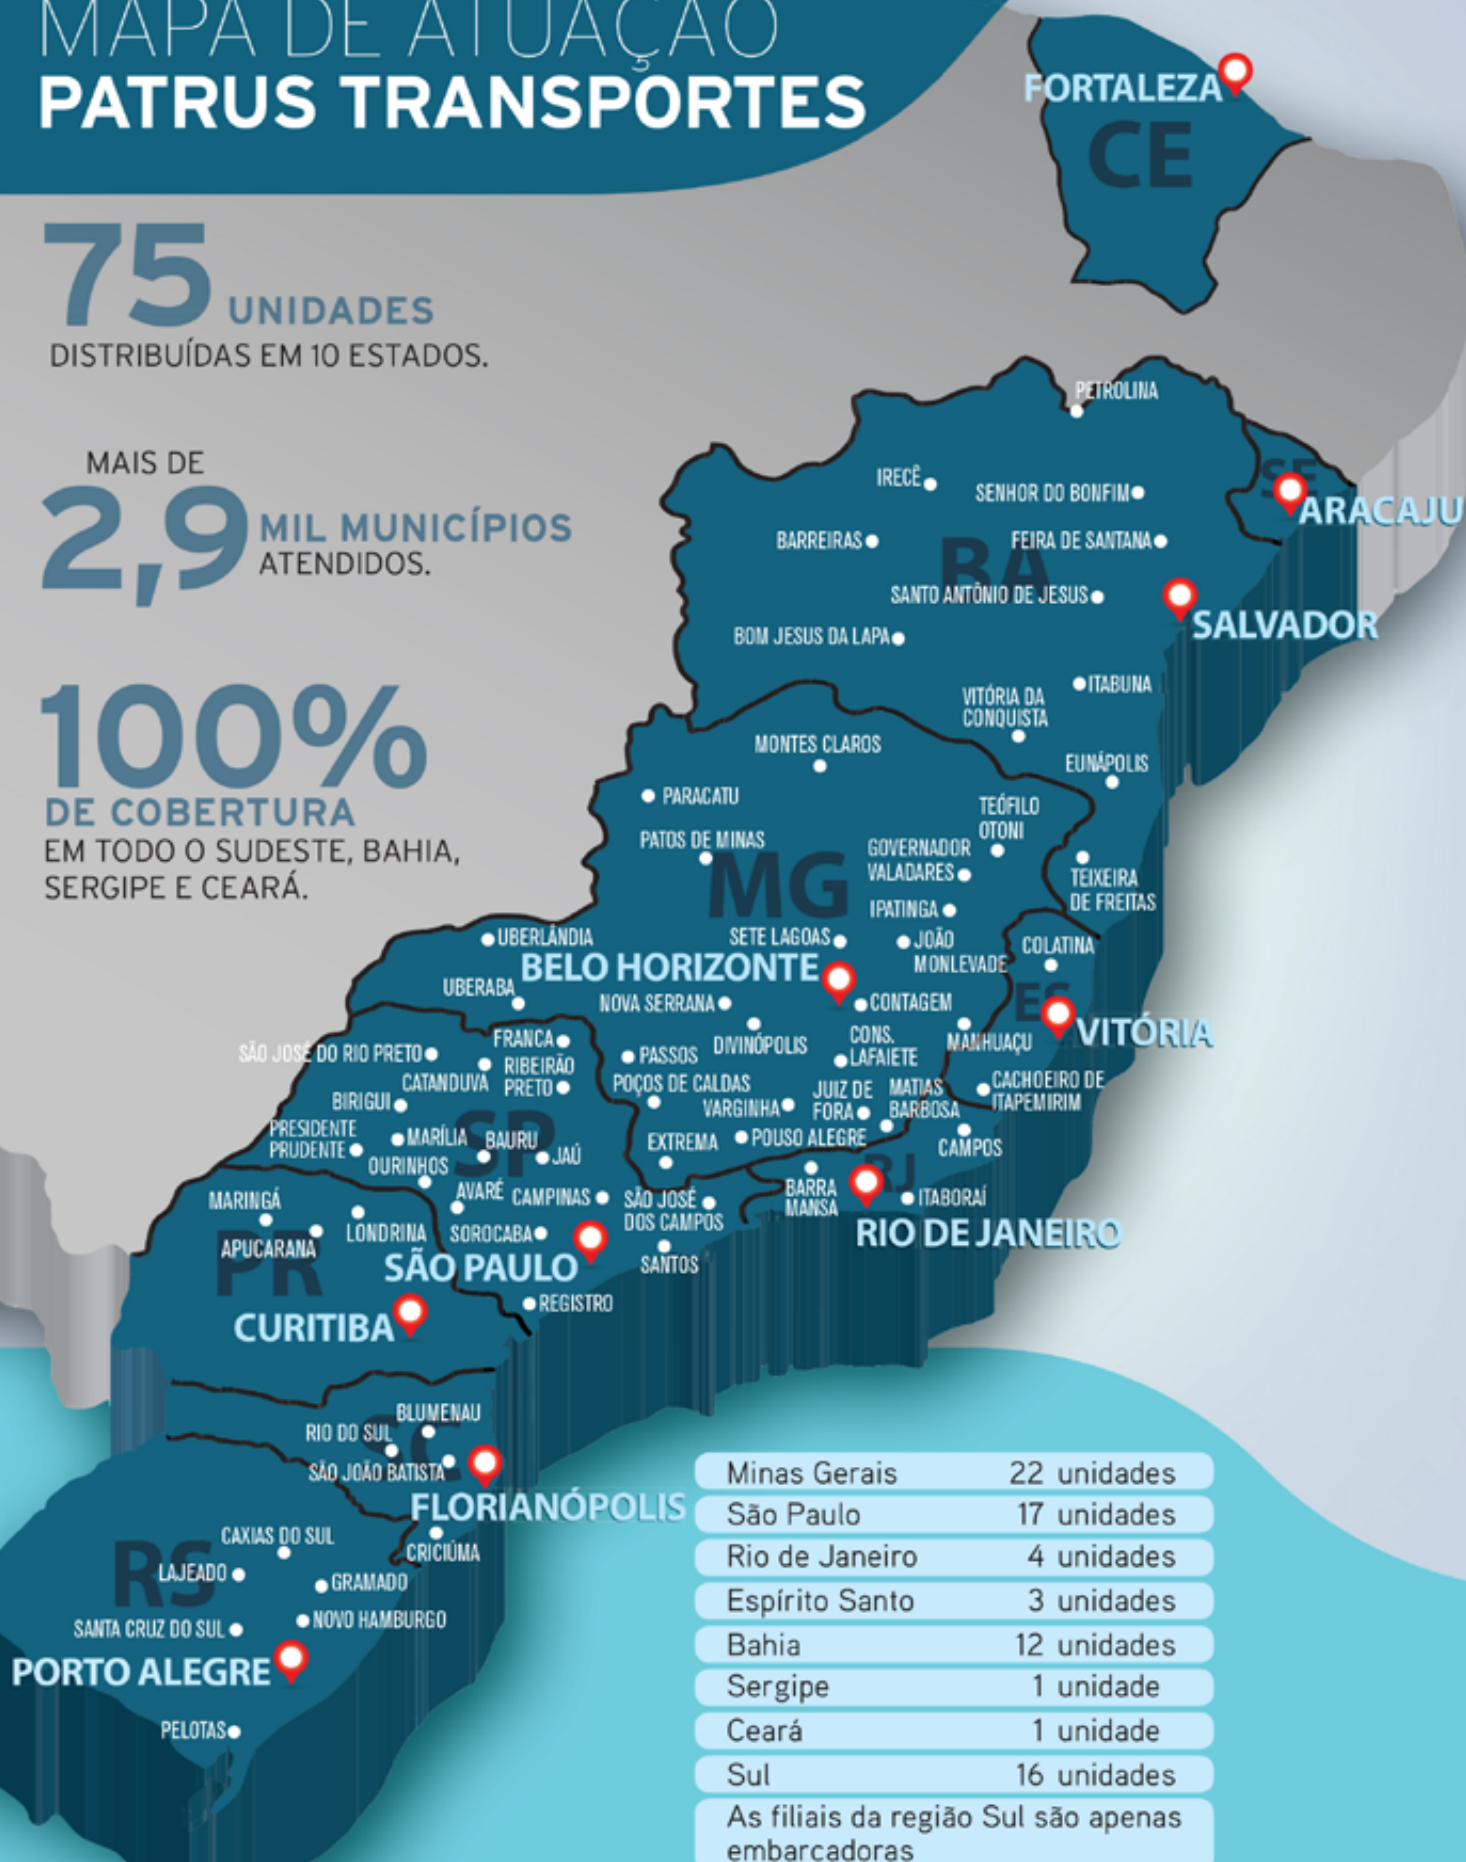 MAPA DE ATUAÇÃO
PATRUS TRANSPORTES
75 UNIDADES
DISTRIBUÍDAS EM 10 ESTADOS.
MAIS DE
2,9 MIL MUNICÍPIOS
ATENDIDOS.
100%
DE COBERTURA
EM TODO O SUDESTE, BAHIA,
SERGIPE E CEARÁ.
FORTALEZA
CE
PETROLINA
IRECÊ
SENHOR DO BONFIM
SE
ARACAJU
BARREIRAS
FEIRA DE SANTANA
BA
SANTO ANTÔNIO DE JESUS
SALVADOR
BOM JESUS DA LAPA
ITABUNA
VITÓRIA DA
CONQUISTA
EUNÁPOLIS
TEIXEIRA
DE FREITAS
MONTES CLAROS
PARACATU
TEÓFILO
OTONI
PATOS DE MINAS
GOVERNADOR
VALADARES
MG
IPATINGA
UBERLÂNDIA
SETE LAGOAS
JOÃO
MONLEVADE
BELO HORIZONTE
UBERABA
NOVA SERRANA
CONTAGEM
DIVINÓPOLIS
CONS.
LAFAIETE
MANHUAÇU
PASSOS
POÇOS DE CALDAS
VARGINHA
JUIZ DE
FORA
MATIAS
BARBOSA
EXTREMA
POUSO ALEGRE
COLATINA
ES
VITÓRIA
CACHOEIRO DE
ITAPEMIRIM
CAMPOS
RJ
BARRA
MANSA
ITABORAÍ
RIO DE JANEIRO
SÃO JOSÉ DO RIO PRETO
FRANCA
CATANDUVA
RIBEIRÃO
PRETO
BIRIGUI
SP
PRESIDENTE
PRUDENTE
MARÍLIA
BAURU
JAÚ
OURINHOS
AVARÉ
CAMPINAS
SÃO JOSÉ
DOS CAMPOS
SOROCABA
SÃO PAULO
SANTOS
REGISTRO
MARINGÁ
LONDRINA
APUCARANA
PR
CURITIBA
BLUMENAU
RIO DO SUL
SC
SÃO JOÃO BATISTA
FLORIANÓPOLIS
CRICIÚMA
CAXIAS DO SUL
RS
LAJEADO
GRAMADO
SANTA CRUZ DO SUL
NOVO HAMBURGO
PORTO ALEGRE
PELOTAS
Minas Gerais 22 unidades
São Paulo 17 unidades
Rio de Janeiro 4 unidades
Espírito Santo 3 unidades
Bahia 12 unidades
Sergipe 1 unidade
Ceará 1 unidade
Sul 16 unidades
As filiais da região Sul são apenas
embarcadoras